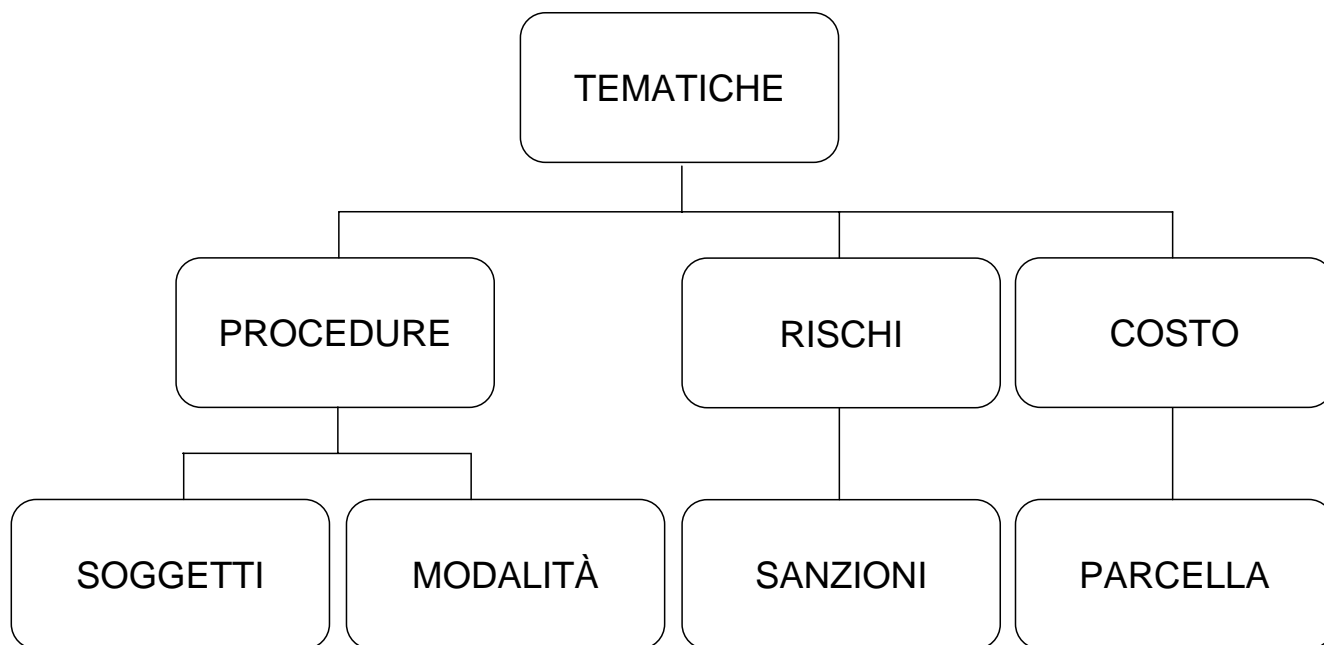 TEMATICHE
PROCEDURE
RISCHI
COSTO
SOGGETTI
MODALITÀ
SANZIONI
PARCELLA